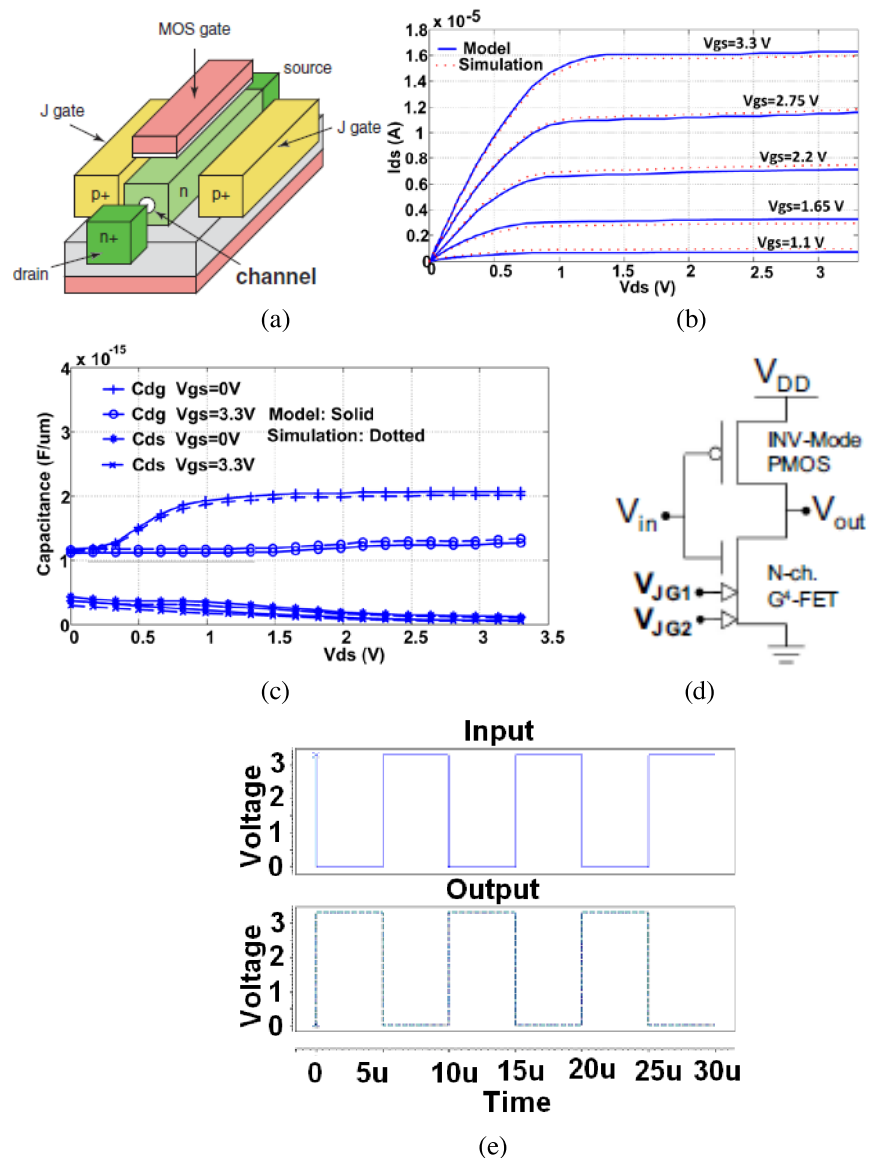 MOS gate
source
J gate
J gate
p+
n
p+
n+
drain
channel
(a)
x 10^-5
1.8
1.6
1.4
1.2
1
0.8
0.6
0.4
0.2
0
Ids (A)
Model
Simulation
Vgs=3.3 V
Vgs=2.75 V
Vgs=2.2 V
Vgs=1.65 V
Vgs=1.1 V
0 0.5 1 1.5 2 2.5 3
Vds (V)
(b)
x 10^-15
4
3
2
1
0
Capacitance (F/um)
Cdg Vgs=0V
Cdg Vgs=3.3V Model: Solid
Cds Vgs=0V Simulation: Dotted
Cds Vgs=3.3V
0 0.5 1 1.5 2 2.5 3 3.5
Vds (V)
(c)
VDD
INV-Mode
PMOS
Vin
Vout
N-ch.
G⁴-FET
VJG1
VJG2
(d)
Input
3
2
1
0
Voltage
Output
3
2
1
0
Voltage
0 5u 10u 15u 20u 25u 30u
Time
(e)